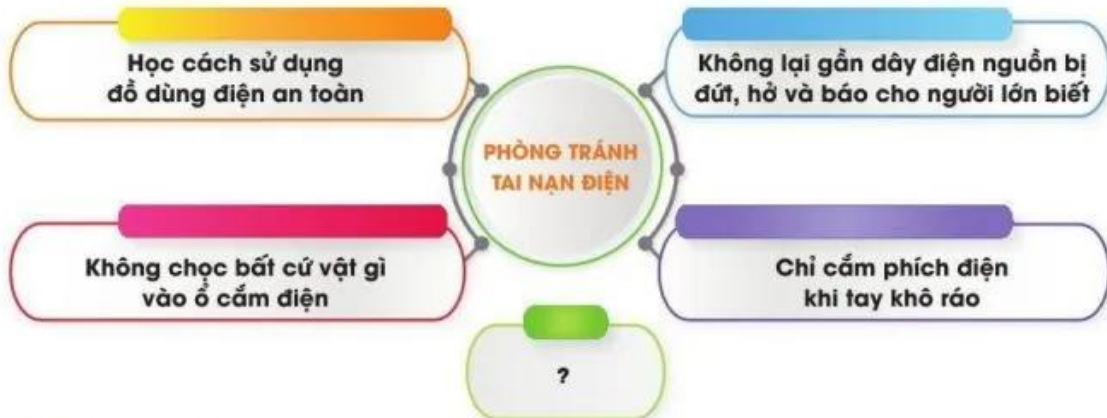 Học cách sử dụng
đồ dùng điện an toàn
Không lại gần dây điện nguồn bị
đứt, hở và báo cho người lớn biết
PHÒNG TRÁNH
TAI NẠN ĐIỆN
Không chọc bất cứ vật gì
vào ổ cắm điện
Chỉ cắm phích điện
khi tay khô ráo
?